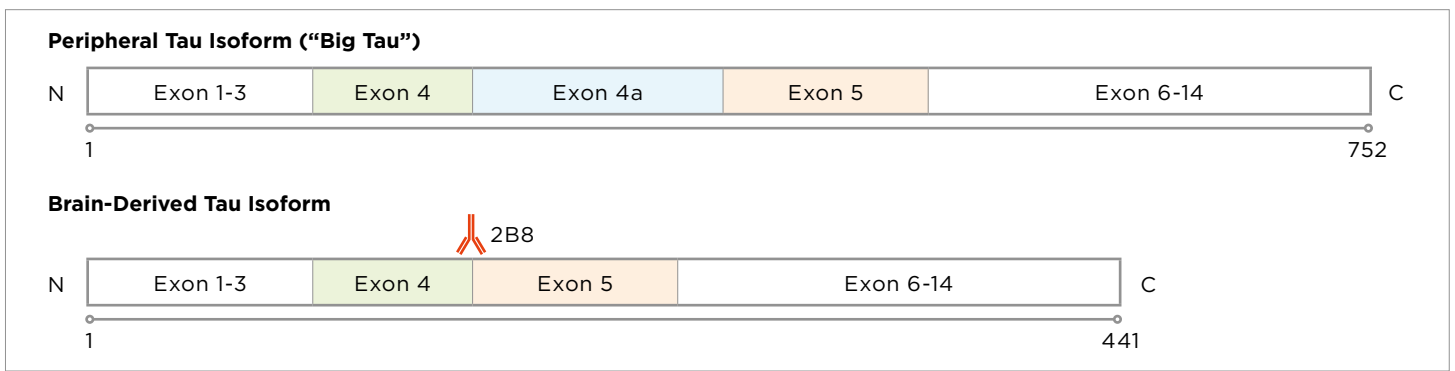 Peripheral Tau Isoform (“Big Tau”)
N Exon 1-3 Exon 4 Exon 4a Exon 5 Exon 6-14 C
1 752
Brain-Derived Tau Isoform
2B8
N Exon 1-3 Exon 4 Exon 5 Exon 6-14 C
1 441